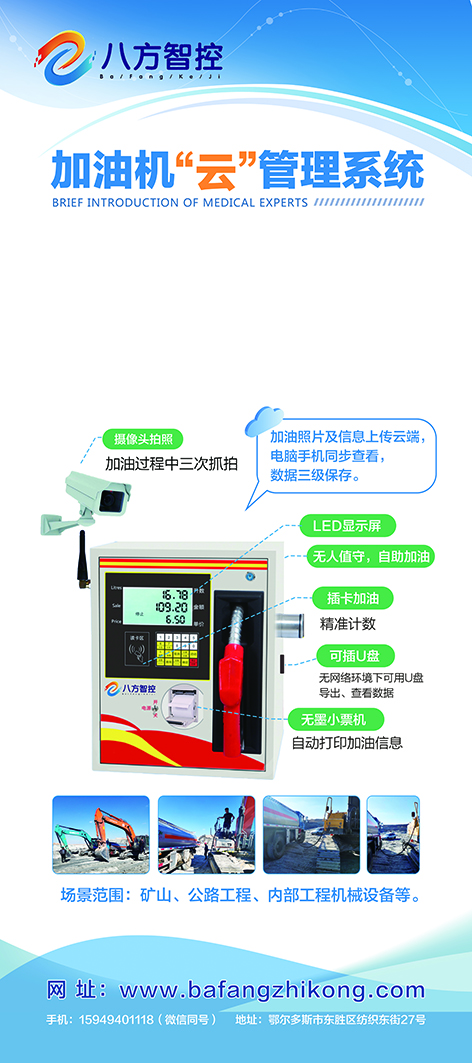 八方智控
Ba/Fang/Ke/Ji
加油机“云”管理系统
BRIEF INTRODUCTION OF MEDICAL EXPERTS
摄像头拍照
加油过程中三次抓拍
加油照片及信息上传云端，
电脑手机同步查看，
数据三级保存。
LED显示屏
无人值守，自助加油
插卡加油
精准计数
可插U盘
无网络环境下可用U盘
导出、查看数据
无墨小票机
自动打印加油信息
Litres 16.78 升数
Sale 停止 109.20 金额
Price 6.50 单价
读卡区
八方智控
电源 开
关
场景范围：矿山、公路工程、内部工程机械设备等。
网 址：www.bafangzhikong.com
手机：15949401118（微信同号） 地址：鄂尔多斯市东胜区纺织东街27号